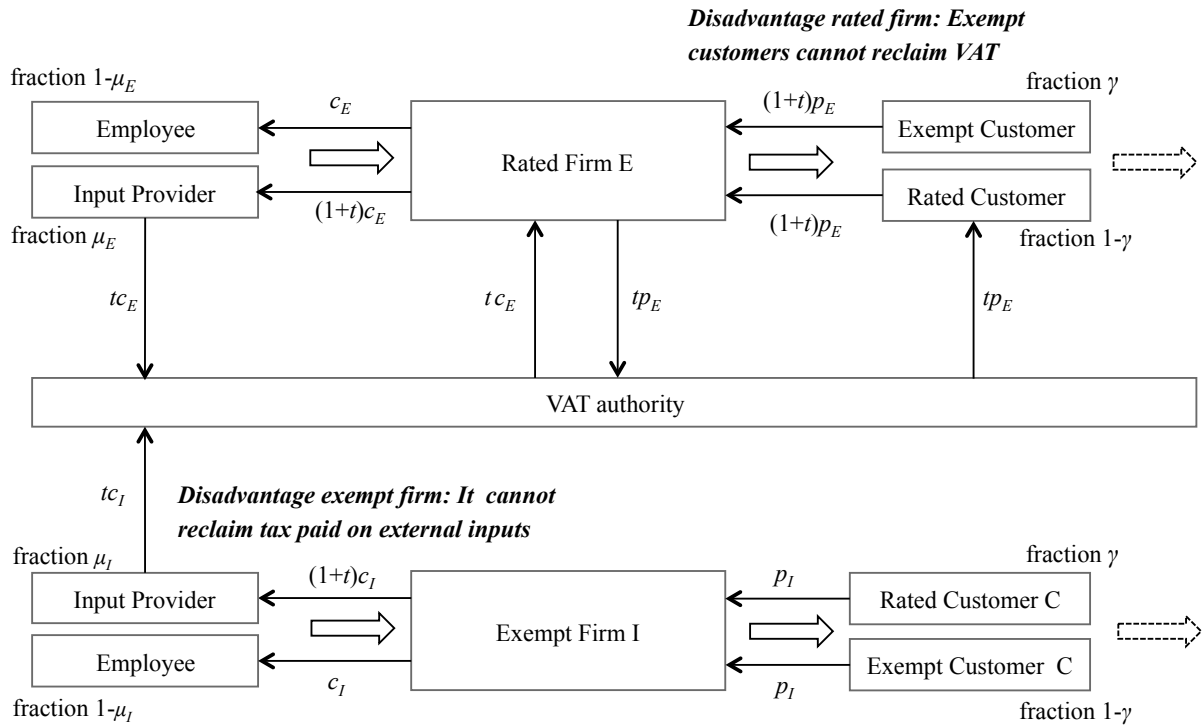 Disadvantage rated firm: Exempt
customers cannot reclaim VAT
fraction 1-μE
fraction γ
Employee
cE
Rated Firm E
(1+t)pE
Exempt Customer
Input Provider
(1+t)cE
(1+t)pE
Rated Customer
fraction μE
fraction 1-γ
tcE
tcE
tpE
tpE
VAT authority
tcI
Disadvantage exempt firm: It cannot
reclaim tax paid on external inputs
fraction μI
fraction γ
Input Provider
(1+t)cI
Exempt Firm I
pI
Rated Customer C
Employee
cI
pI
Exempt Customer C
fraction 1-μI
fraction 1-γ